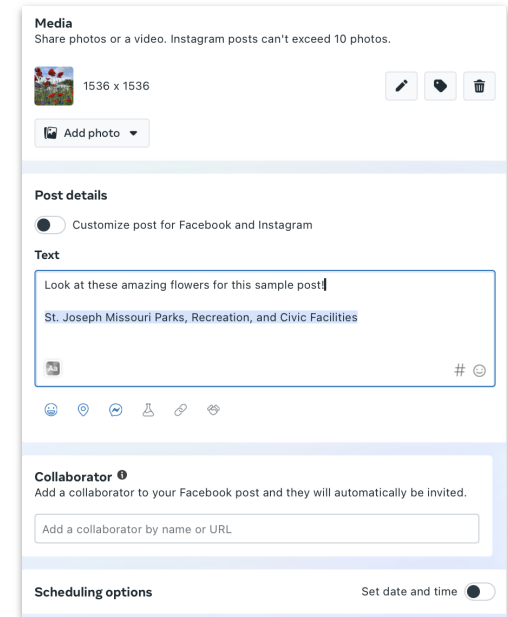 Media
Share photos or a video. Instagram posts can't exceed 10 photos.
1536 x 1536
Add photo
Post details
Customize post for Facebook and Instagram
Text
Look at these amazing flowers for this sample post!
St. Joseph Missouri Parks, Recreation, and Civic Facilities
Aa
#
Collaborator
Add a collaborator to your Facebook post and they will automatically be invited.
Add a collaborator by name or URL
Scheduling options
Set date and time